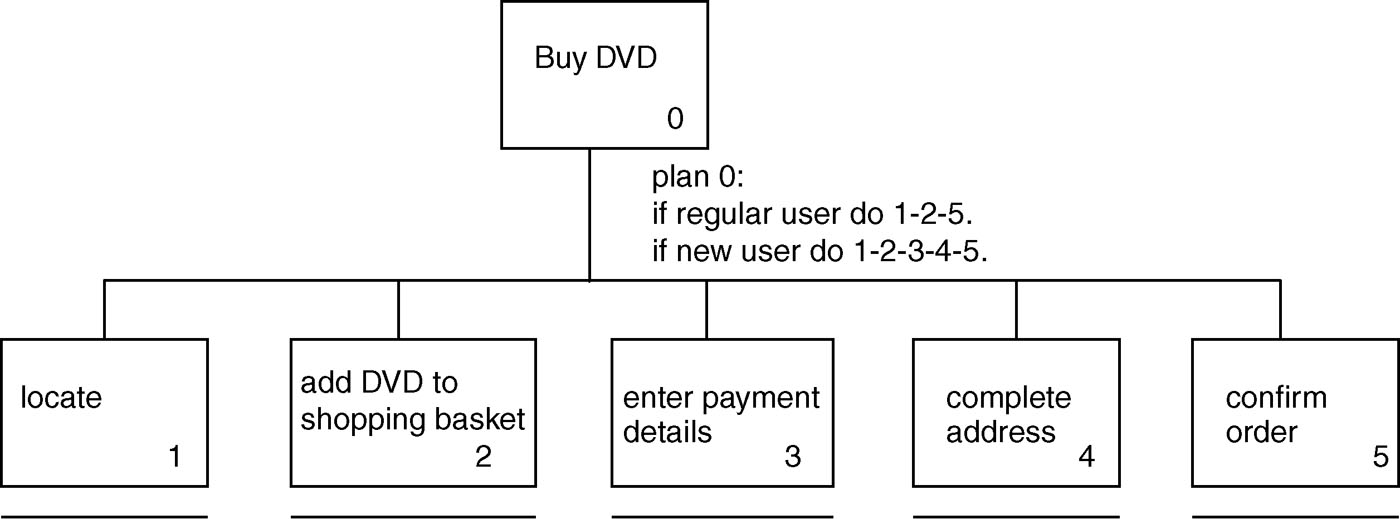 Buy DVD
0
plan 0:
if regular user do 1-2-5.
if new user do 1-2-3-4-5.
locate
1
add DVD to
shopping basket
2
enter payment
details
3
complete
address
4
confirm
order
5